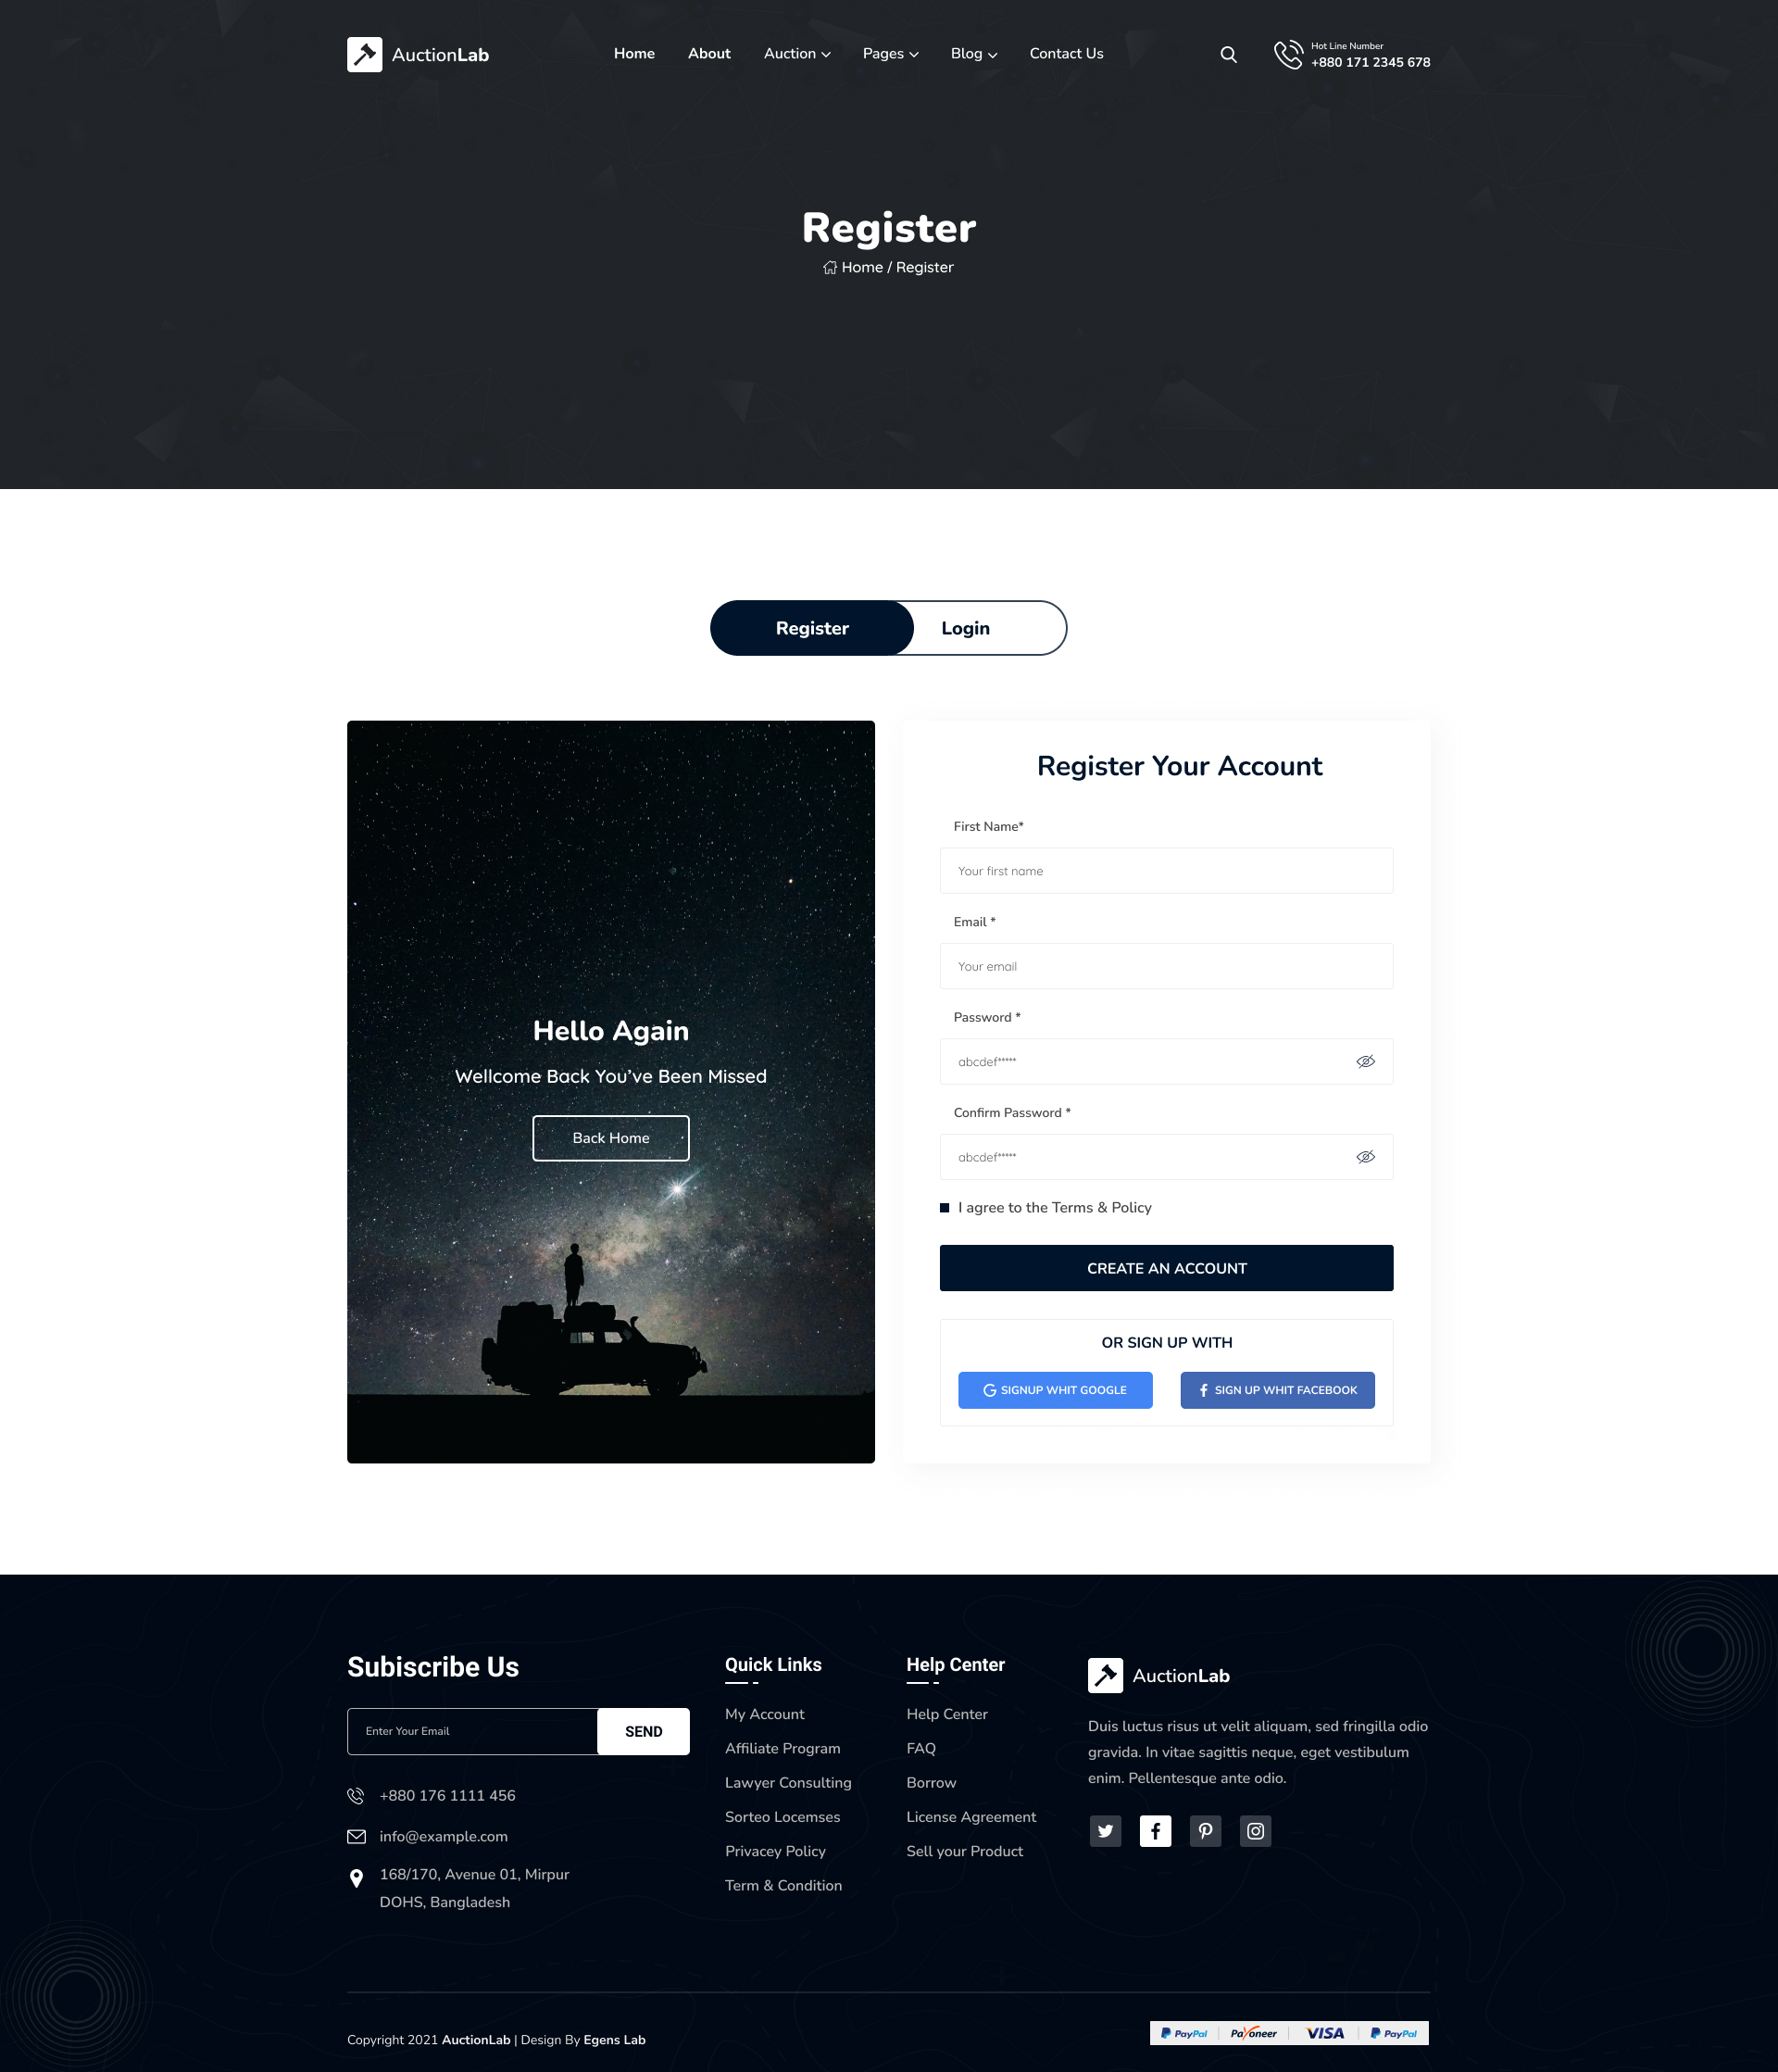 AuctionLab
Home About Auction Pages Blog Contact Us
Hot Line Number
+880 171 2345 678
Register
Home / Register
Register Login
Hello Again
Wellcome Back You’ve Been Missed
Back Home
Register Your Account
First Name*
Your first name
Email *
Your email
Password *
abcdef*****
Confirm Password *
abcdef*****
I agree to the Terms & Policy
CREATE AN ACCOUNT
OR SIGN UP WITH
SIGNUP WHIT GOOGLE
SIGN UP WHIT FACEBOOK
Subiscribe Us
Enter Your Email
SEND
+880 176 1111 456
info@example.com
168/170, Avenue 01, Mirpur
DOHS, Bangladesh
Quick Links
My Account
Affiliate Program
Lawyer Consulting
Sorteo Locemses
Privacey Policy
Term & Condition
Help Center
Help Center
FAQ
Borrow
License Agreement
Sell your Product
AuctionLab
Duis luctus risus ut velit aliquam, sed fringilla odio
gravida. In vitae sagittis neque, eget vestibulum
enim. Pellentesque ante odio.
Copyright 2021 AuctionLab | Design By Egens Lab
PayPal Payoneer VISA PayPal